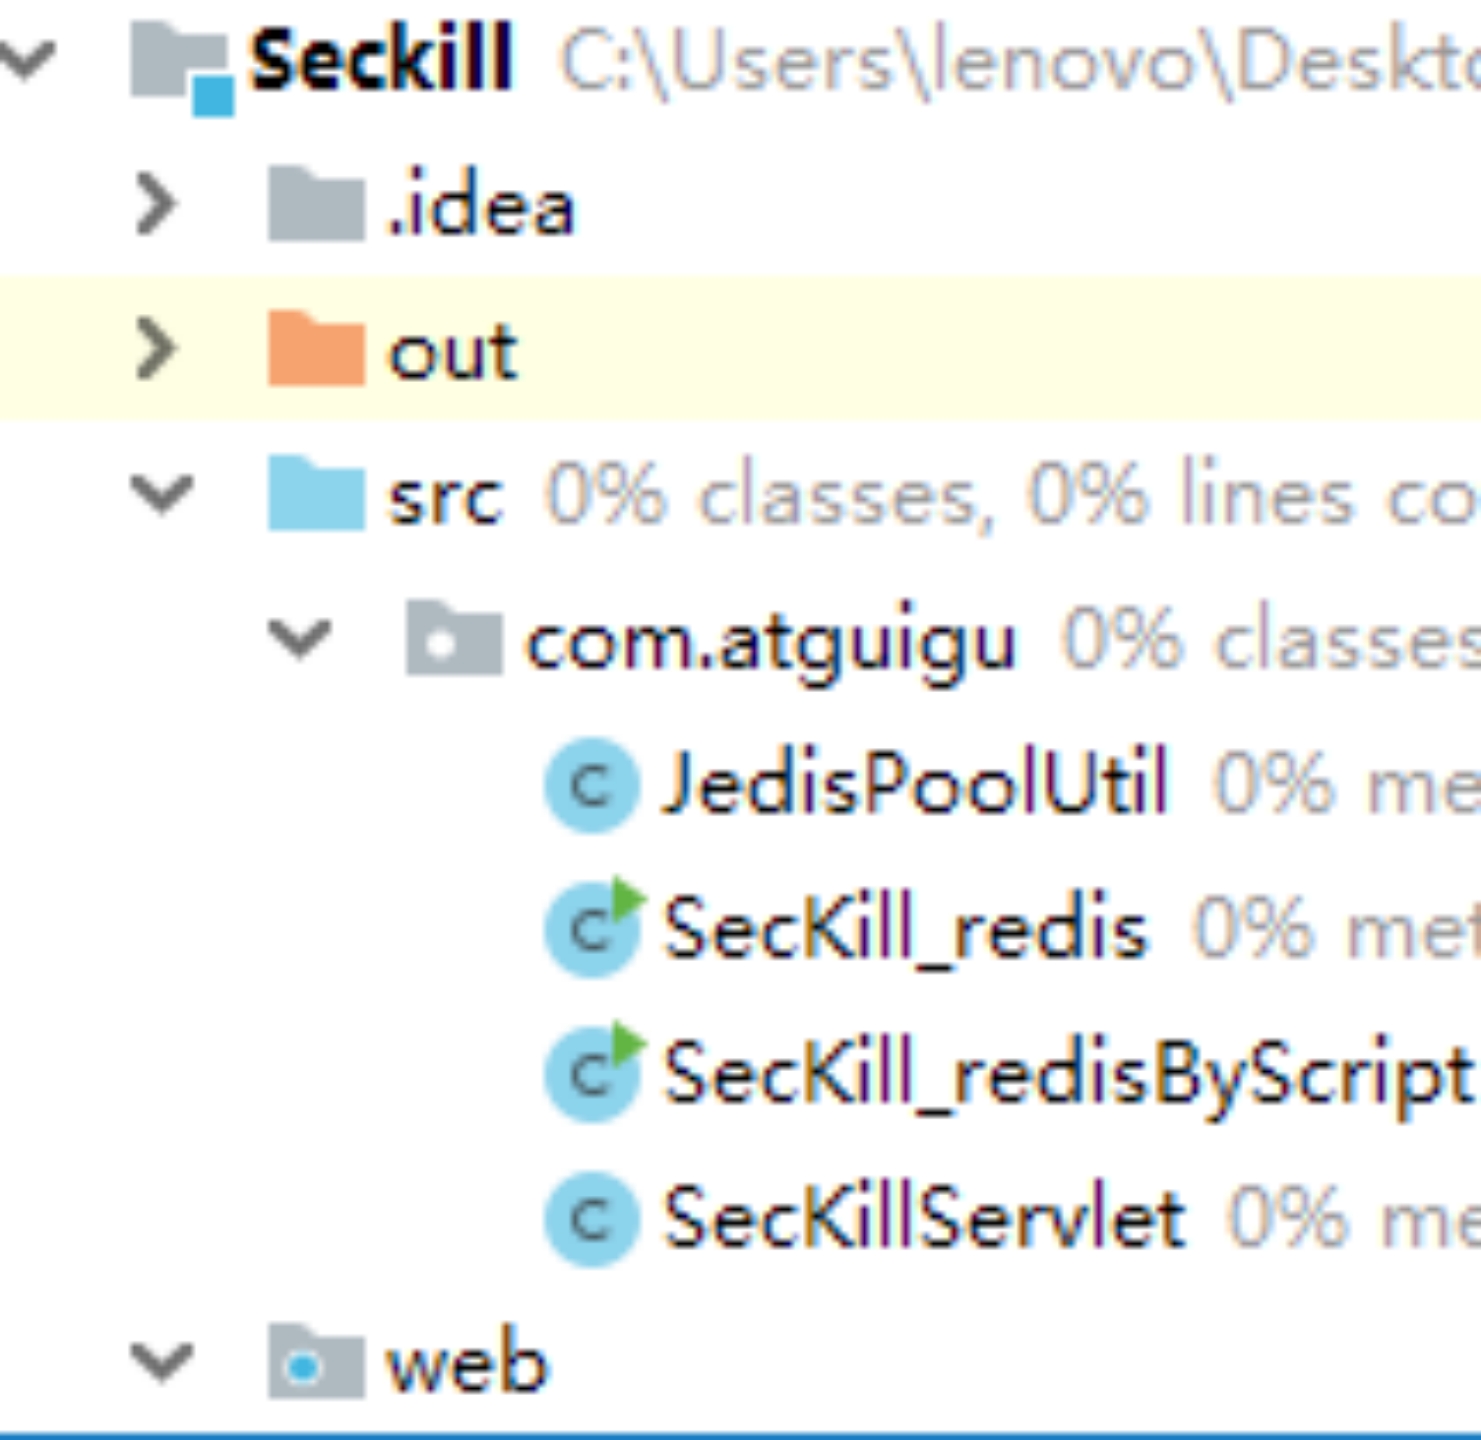 Seckill C:\Users\lenovo\Deskto
.idea
out
src 0% classes, 0% lines co
com.atguigu 0% classes
C JedisPoolUtil 0% me
C SecKill_redis 0% met
C SecKill_redisByScript
C SecKillServlet 0% me
web